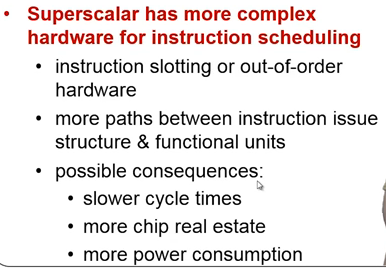 • Superscalar has more complex
hardware for instruction scheduling
• instruction slotting or out-of-order
hardware
• more paths between instruction issue
structure & functional units
• possible consequences:
• slower cycle times
• more chip real estate
• more power consumption